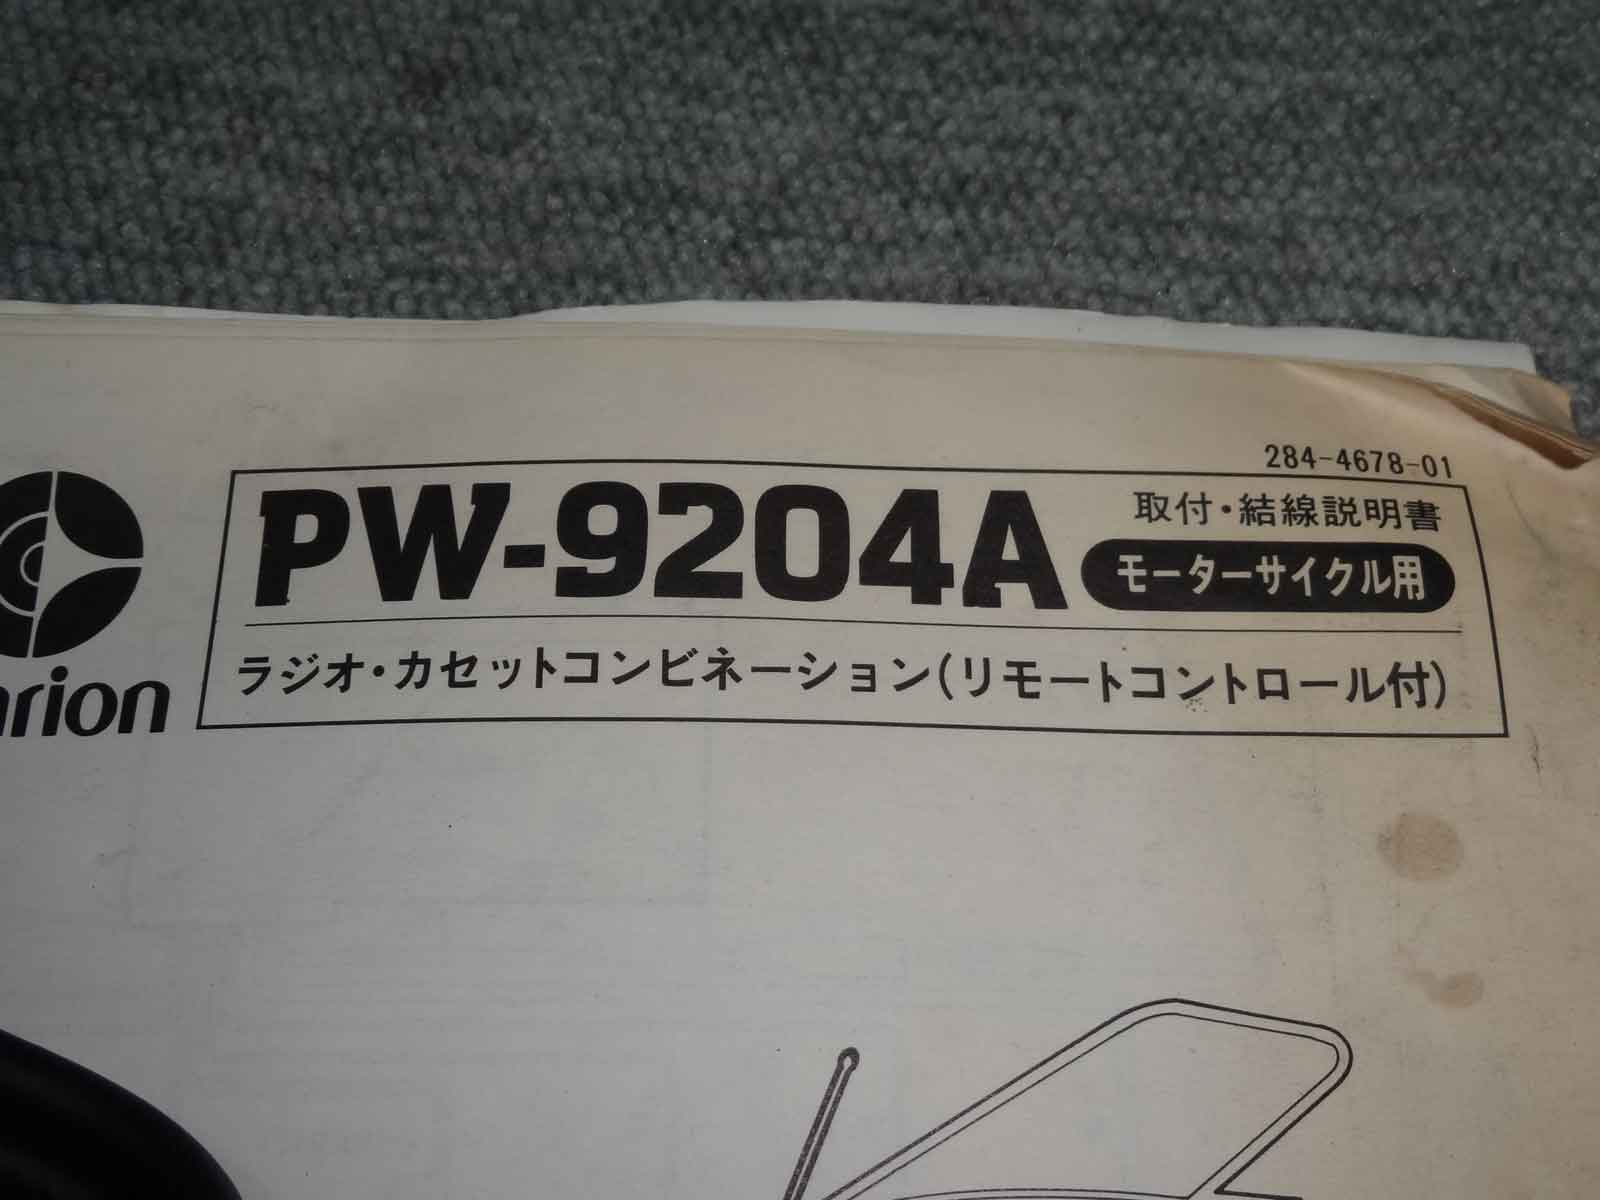 284-4678-01
PW-9204A
取付・結線説明書
モーターサイクル用
ラジオ・カセットコンビネーション(リモートコントロール付)
arion